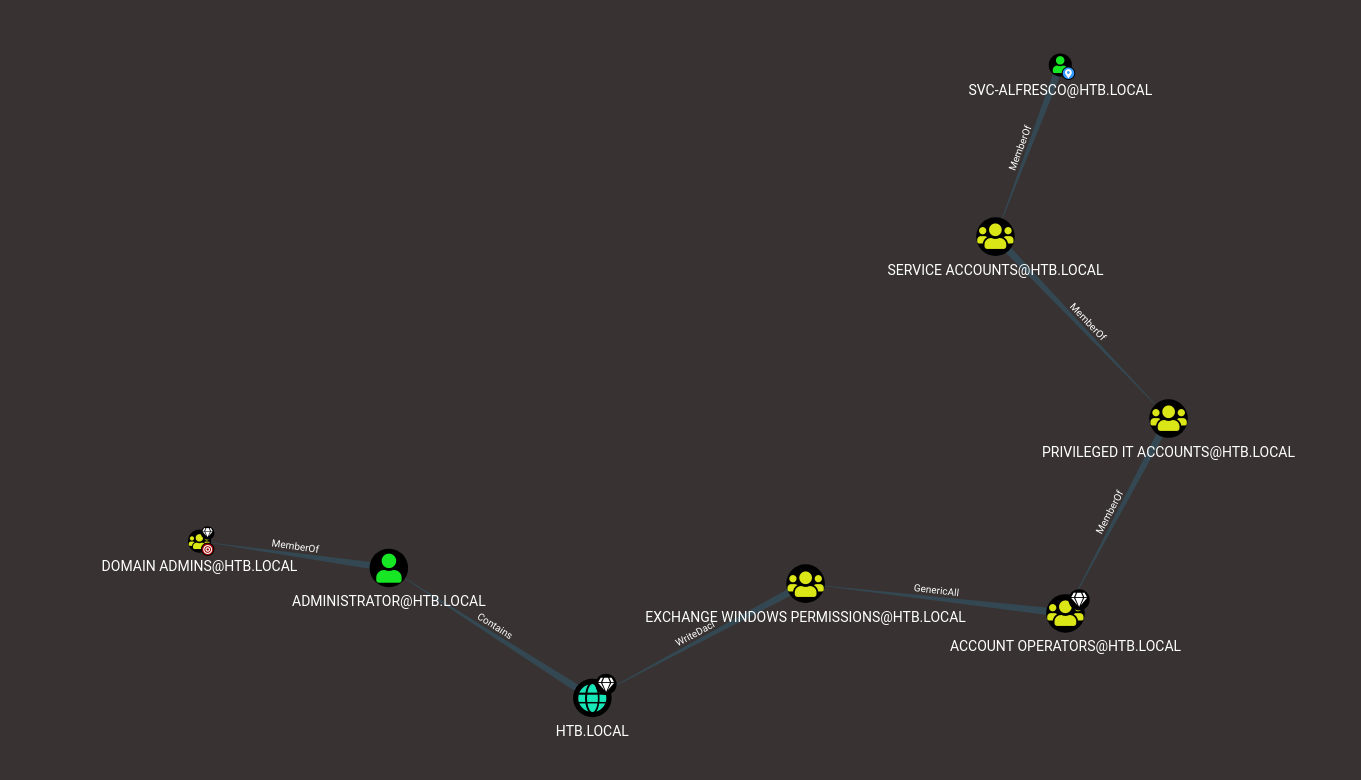 SVC-ALFRESCO@HTB.LOCAL
MemberOf
SERVICE ACCOUNTS@HTB.LOCAL
MemberOf
PRIVILEGED IT ACCOUNTS@HTB.LOCAL
MemberOf
ACCOUNT OPERATORS@HTB.LOCAL
GenericAll
EXCHANGE WINDOWS PERMISSIONS@HTB.LOCAL
WriteDacl
HTB.LOCAL
Contains
ADMINISTRATOR@HTB.LOCAL
MemberOf
DOMAIN ADMINS@HTB.LOCAL